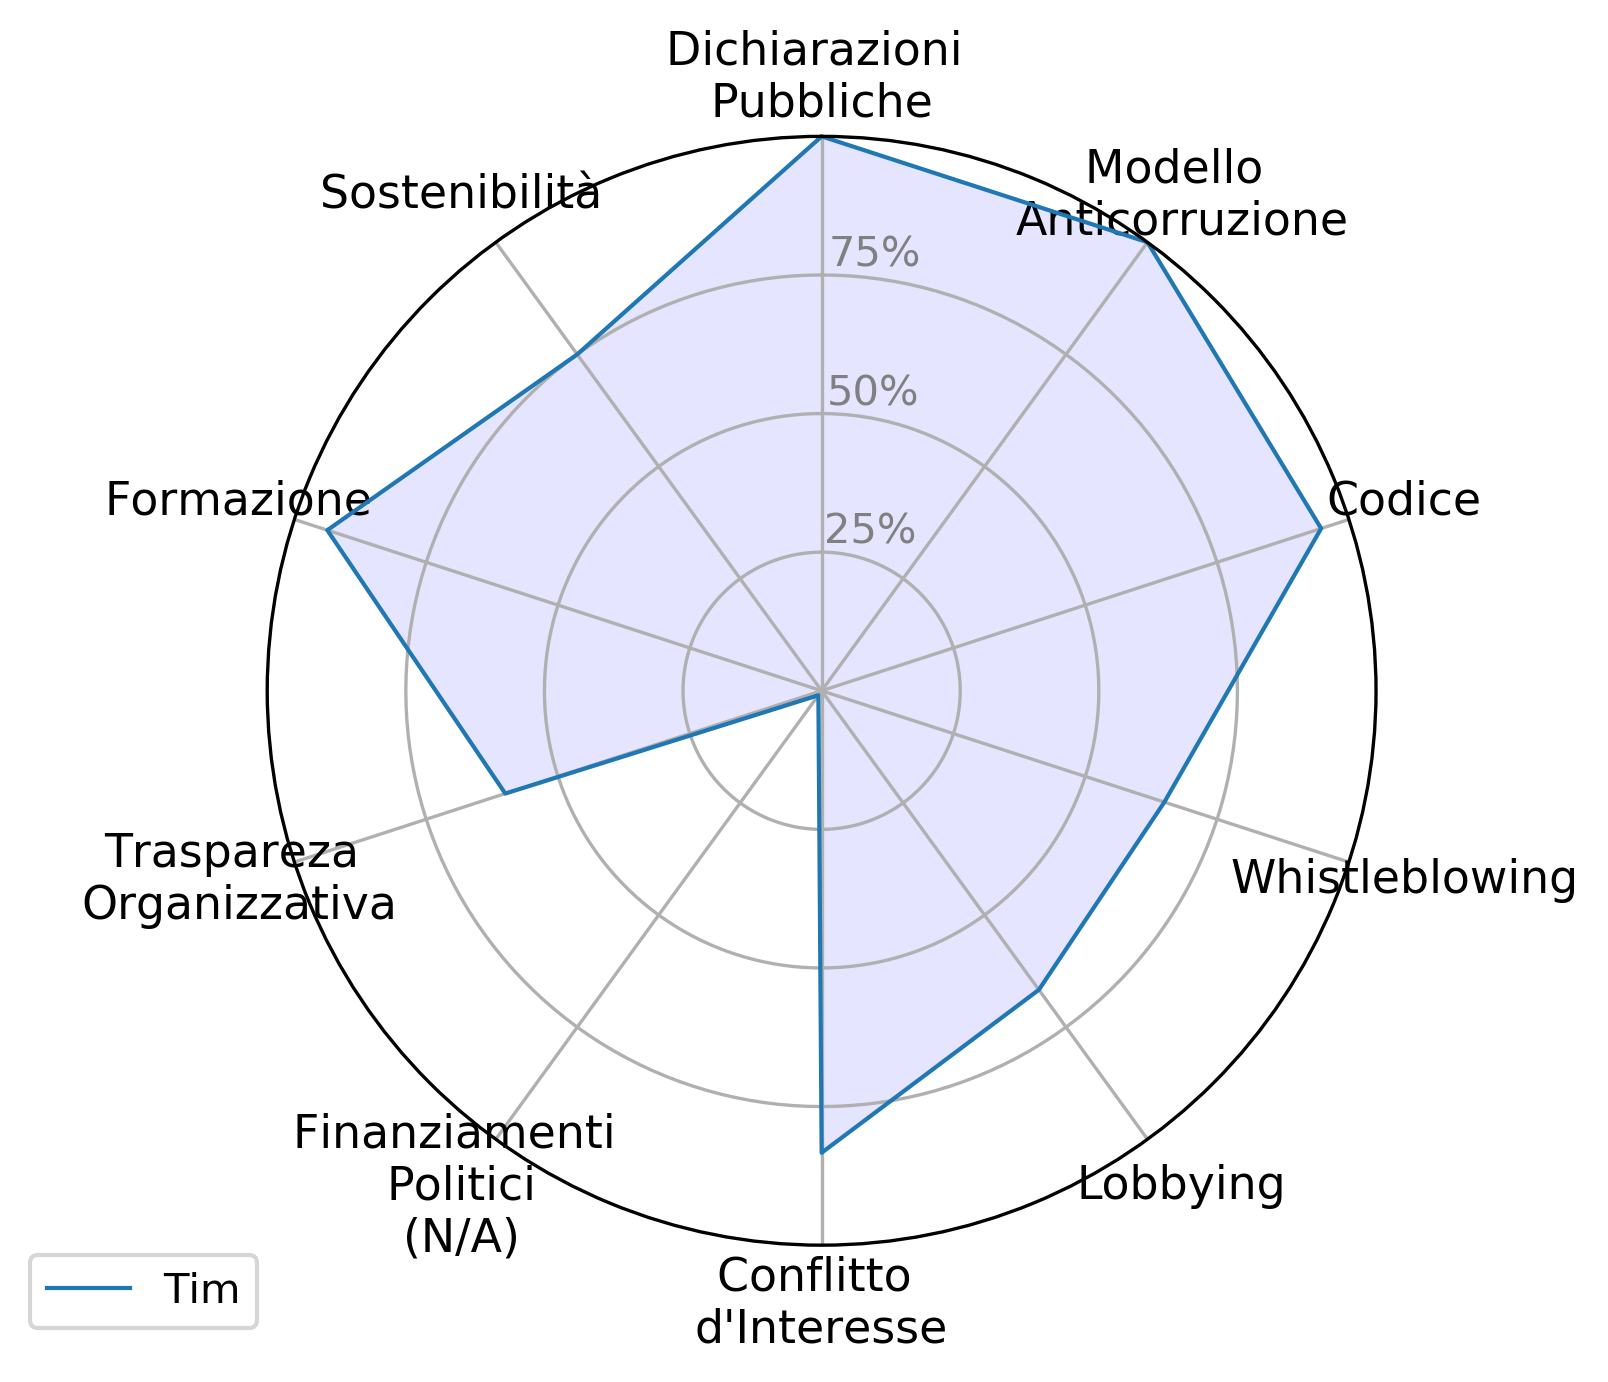 Dichiarazioni
Pubbliche
Modello
Anticorruzione
Sostenibilità
75%
50%
Formazione
Codice
25%
Traspareza
Organizzativa
Whistleblowing
Finanziamenti
Politici
(N/A)
Lobbying
Conflitto
d'Interesse
Tim